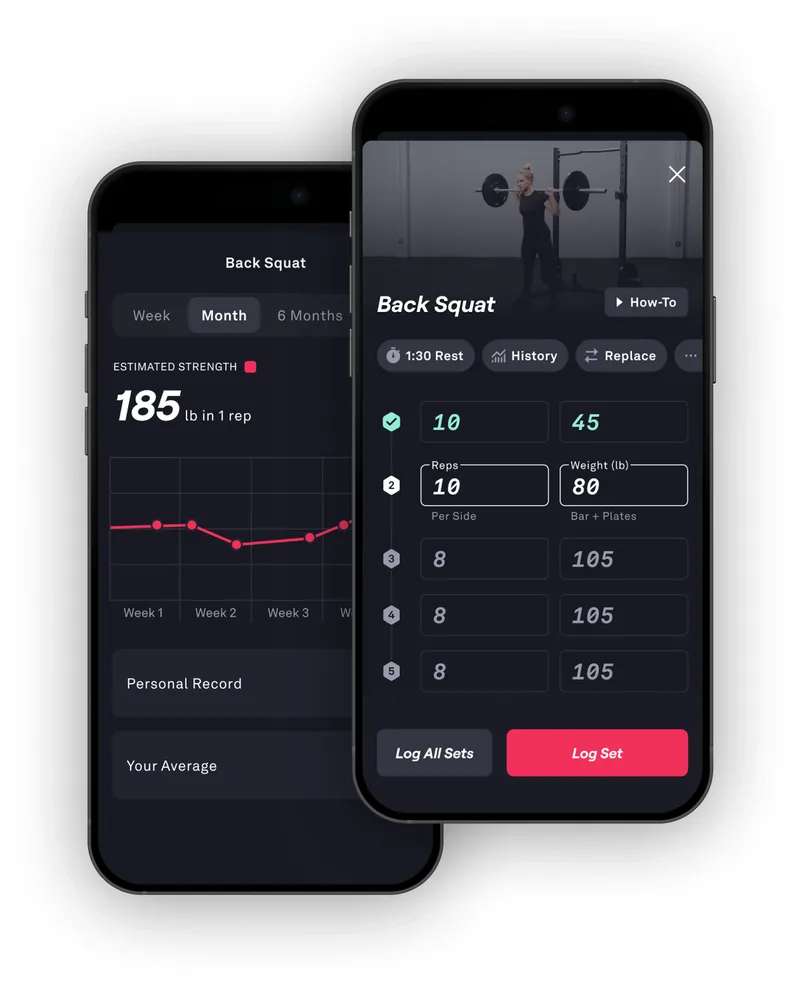 Back Squat
Week Month 6 Months
ESTIMATED STRENGTH
185 lb in 1 rep
Week 1 Week 2 Week 3 W
Personal Record
Your Average
Back Squat
How-To
1:30 Rest History Replace ...
10 45
Reps Weight (lb)
2 10 80
Per Side Bar + Plates
3 8 105
4 8 105
5 8 105
Log All Sets Log Set